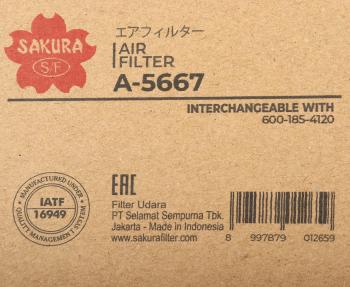 SAKURA
S/F
エアフィルター
AIR
FILTER
A-5667
INTERCHANGEABLE WITH
600-185-4120
MANUFACTURED UNDER
IATF
16949
QUALITY MANAGEMENT SYSTEM
EAC
Filter Udara
PT Selamat Sempurna Tbk.
Jakarta - Made in Indonesia
www.sakurafilter.com
8 997879 012659